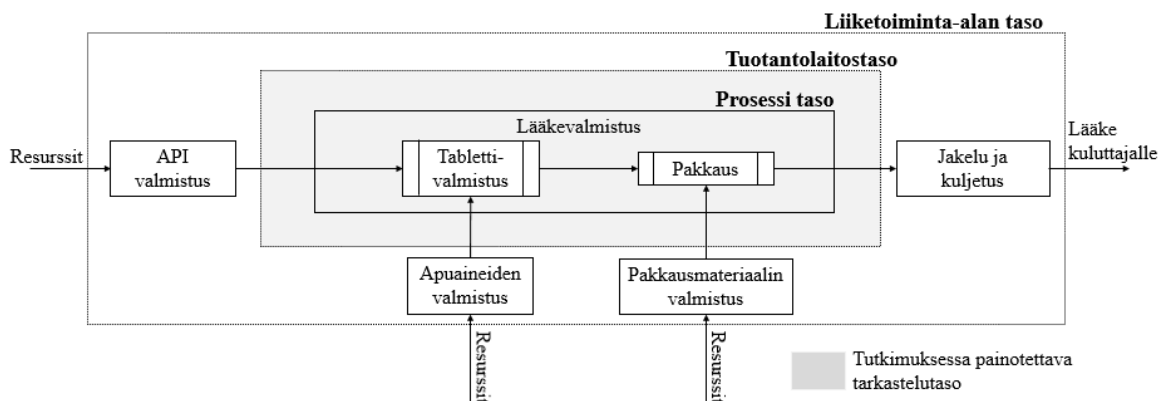 Liiketoiminta-alan taso
Tuotantolaitostaso
Prosessi taso
Lääkevalmistus
Resurssit
API
valmistus
Tabletti-
valmistus
Pakkaus
Jakelu ja
kuljetus
Lääke
kuluttajalle
Apuaineiden
valmistus
Pakkausmateriaalin
valmistus
Resurssit
Resurssit
Tutkimuksessa painotettava
tarkastelutaso